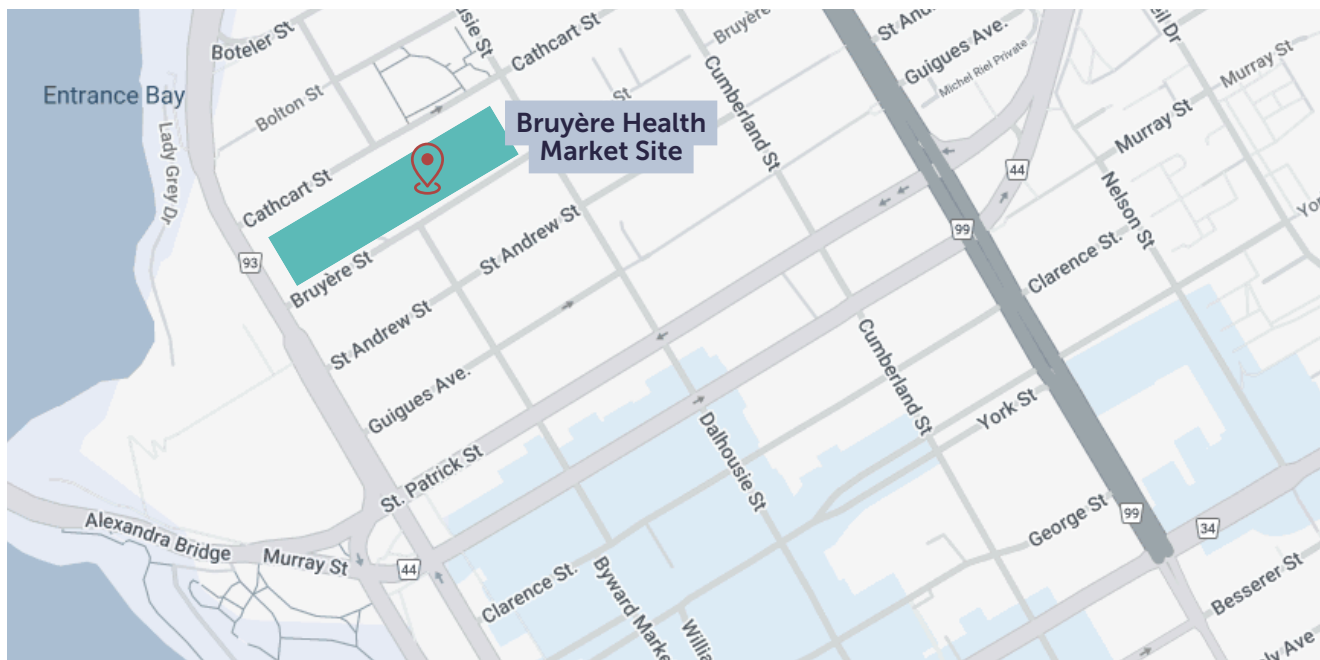 Boteler St
Cathcart St
Bruyère
St
Guigues Ave.
Michel Riel Private
Dr
Murray St
Entrance Bay
Bolton St
Lady Grey Dr
Cumberland St
Bruyère Health
Market Site
St
Murray St
44
Nelson St
Cathcart St
93
Bruyère St
St Andrew St
99
Clarence St.
St Andrew St
Guigues Ave.
Cumberland St
York St
Dalhousie St
St. Patrick St
George St
99
34
Alexandra Bridge
Murray St
44
Clarence St.
Byward Marke
Besserer St